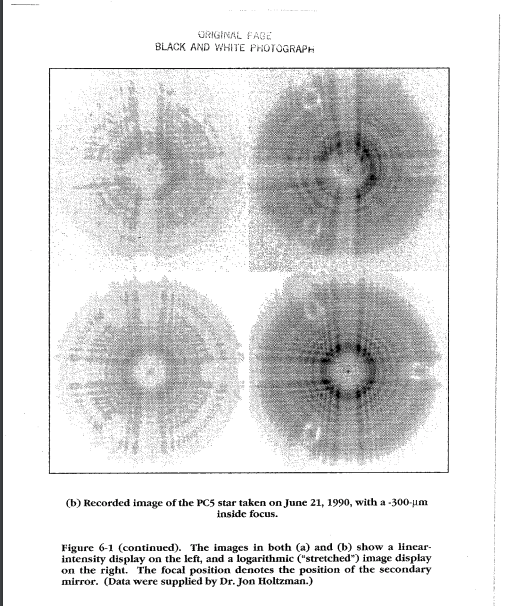 ORIGINAL PAGE
BLACK AND WHITE PHOTOGRAPH
(b) Recorded image of the PC5 star taken on June 21, 1990, with a -300-µm
inside focus.
Figure 6-1 (continued). The images in both (a) and (b) show a linear-
intensity display on the left, and a logarithmic ("stretched") image display
on the right. The focal position denotes the position of the secondary
mirror. (Data were supplied by Dr. Jon Holtzman.)